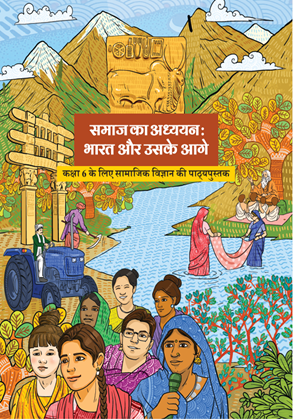 समाज का अध्ययन:
भारत और उसके आगे
कक्षा 6 के लिए सामाजिक विज्ञान की पाठ्यपुस्तक